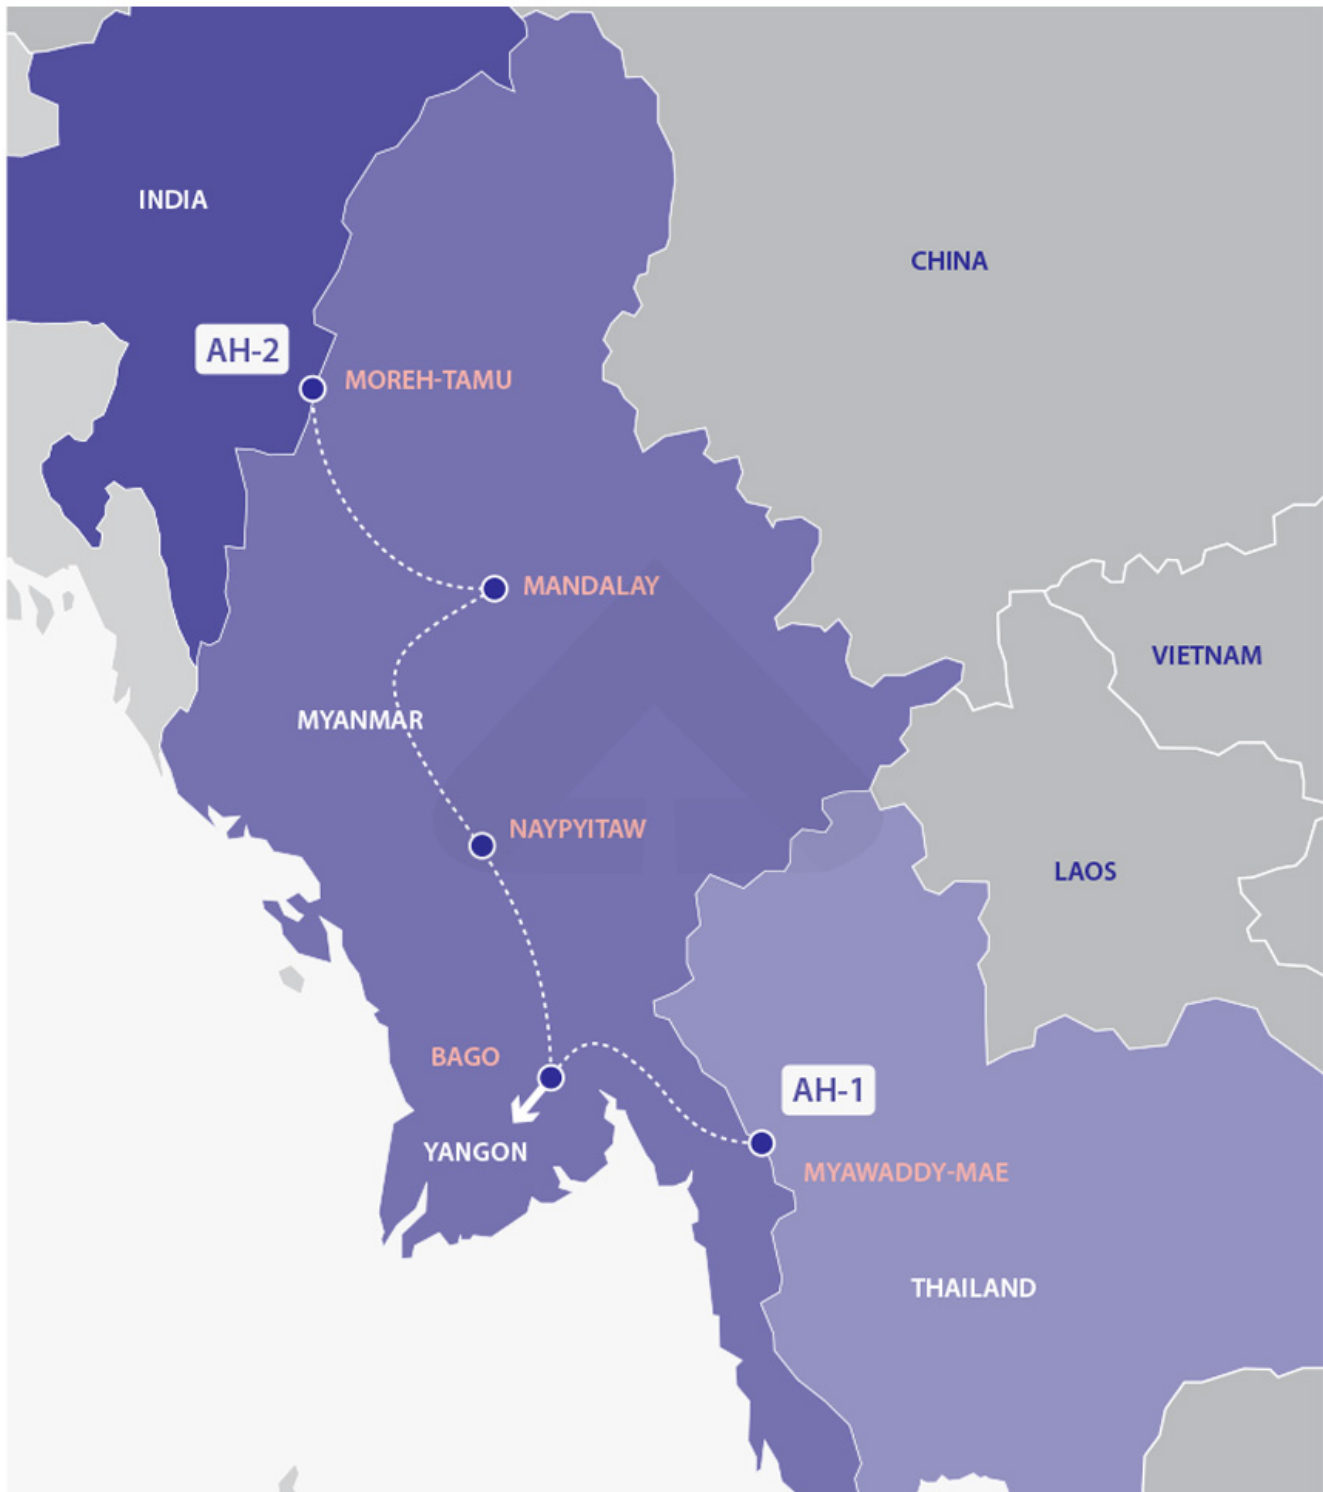 INDIA
CHINA
AH-2
MOREH-TAMU
MANDALAY
VIETNAM
MYANMAR
NAYPYITAW
LAOS
BAGO
AH-1
YANGON
MYAWADDY-MAE
THAILAND